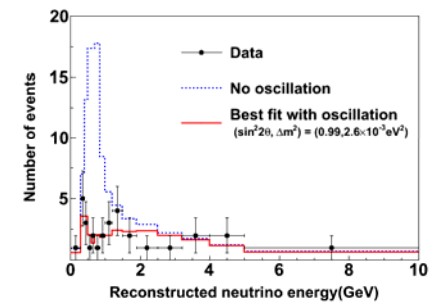 20
15
10
5
Number of events
Data
No oscillation
Best fit with oscillation
(sin²2θ, Δm²) = (0.99,2.6×10⁻³eV²)
0 2 4 6 8 10
Reconstructed neutrino energy(GeV)